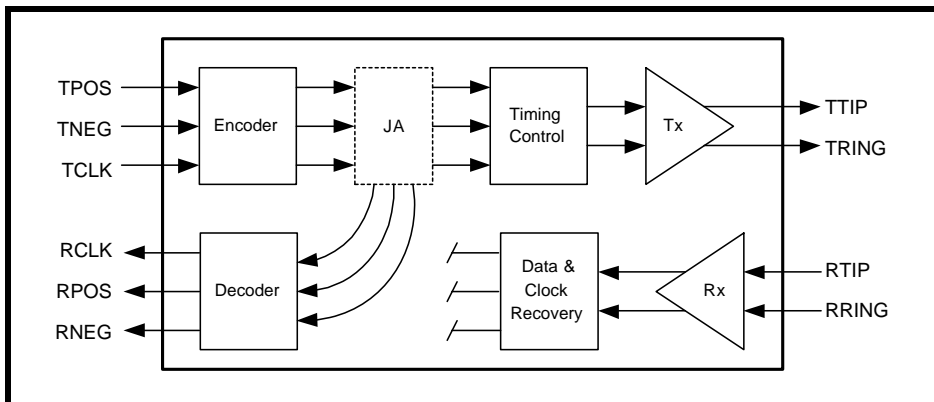 TPOS
TNEG
TCLK
Encoder
JA
Timing
Control
Tx
TTIP
TRING
RCLK
RPOS
RNEG
Decoder
Data &
Clock
Recovery
Rx
RTIP
RRING